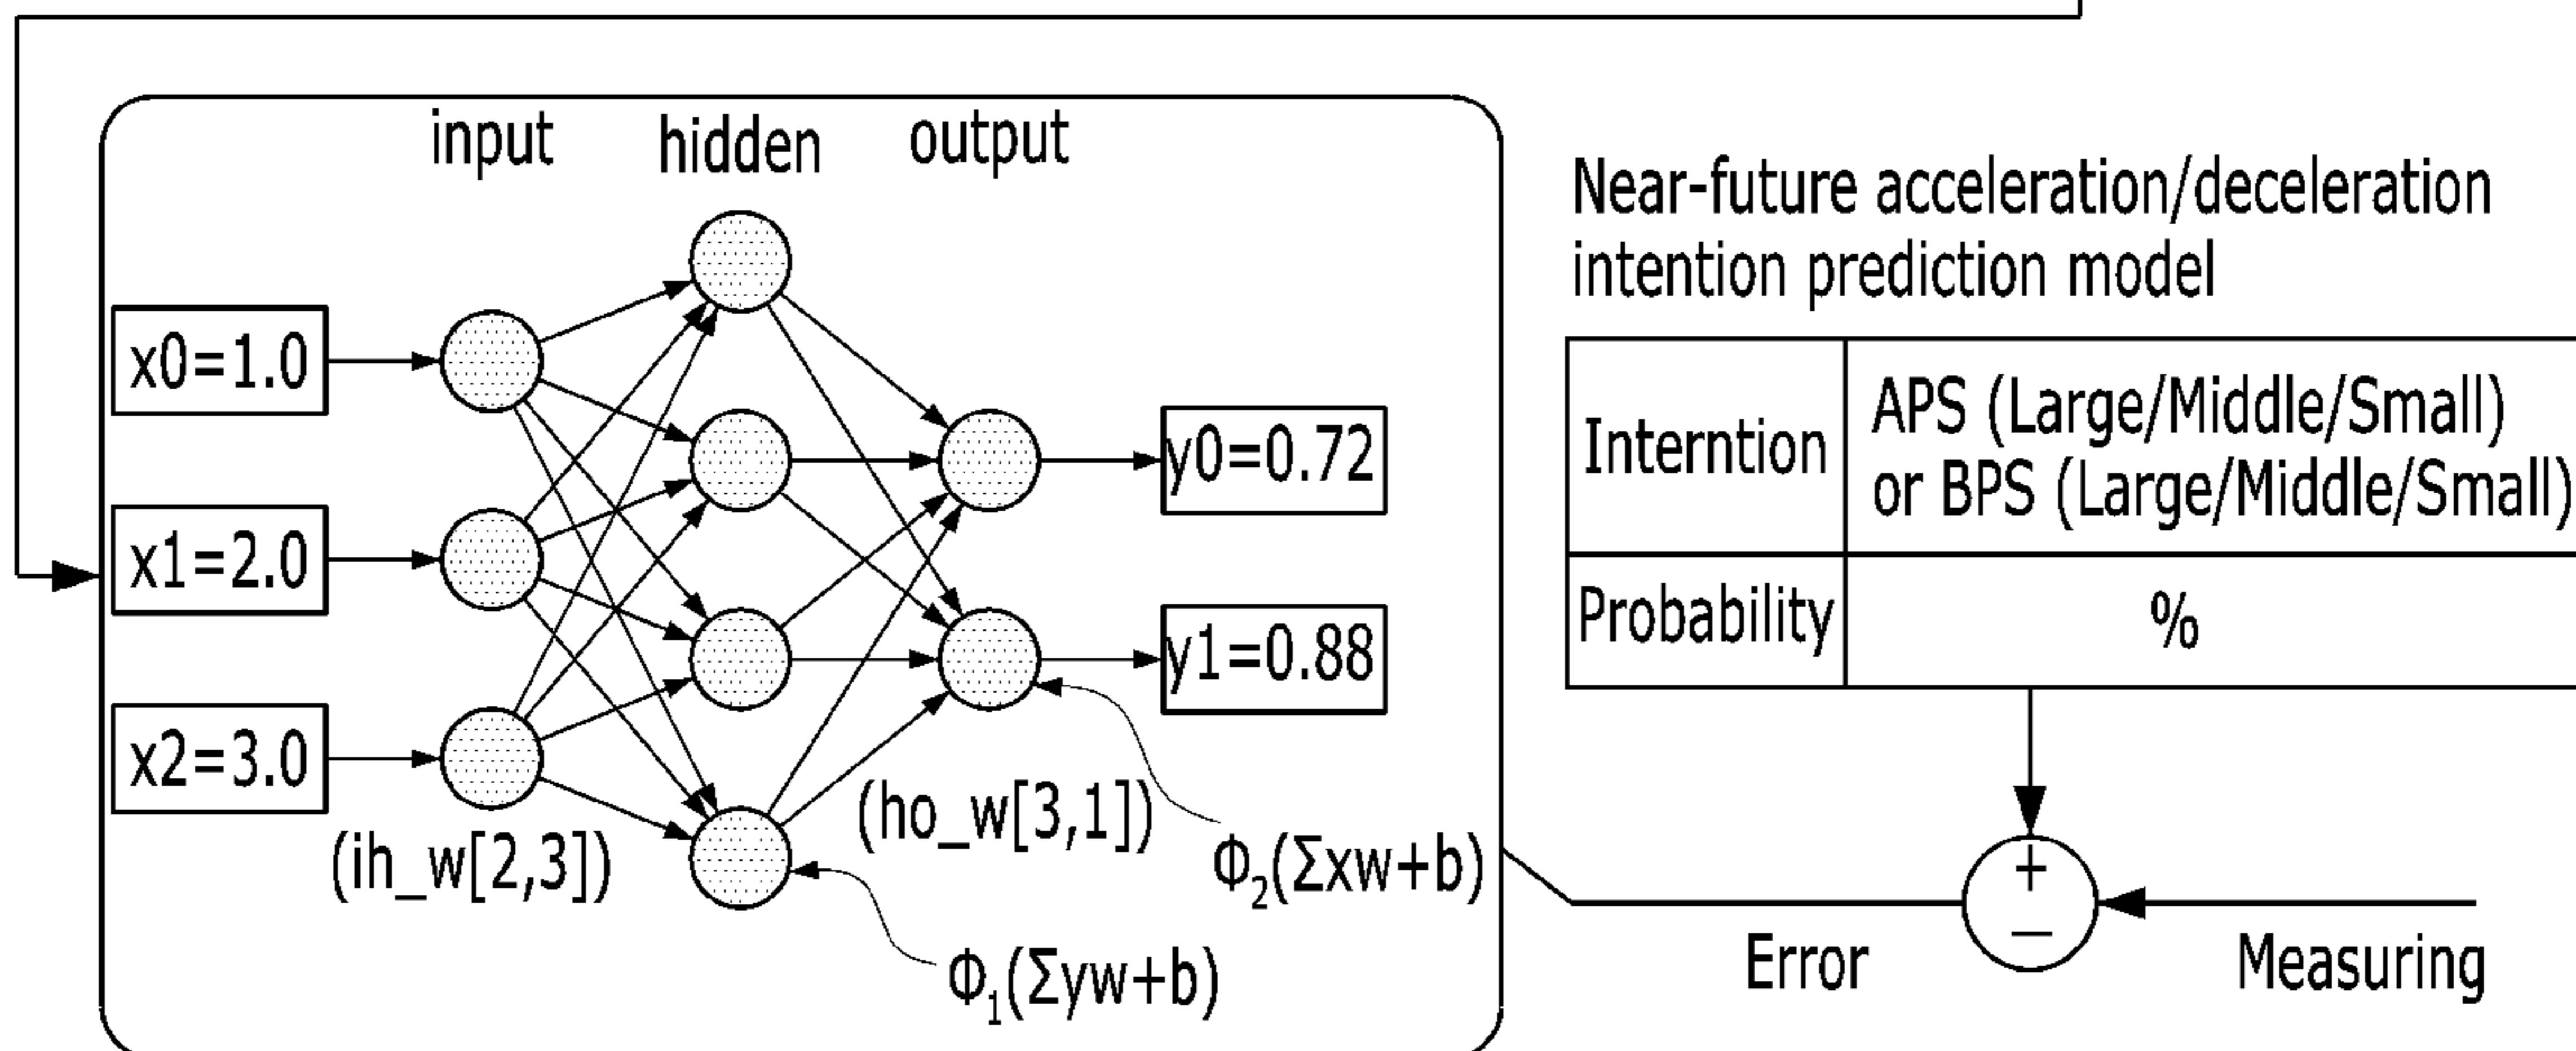 input
hidden
output
x0=1.0
x1=2.0
x2=3.0
y0=0.72
y1=0.88
(ih_w[2,3])
(ho_w[3,1])
Φ₂(Σxw+b)
Φ₁(Σyw+b)
Near-future acceleration/deceleration
intention prediction model
Interntion
APS (Large/Middle/Small)
or BPS (Large/Middle/Small)
Probability
%
+
−
Error
Measuring